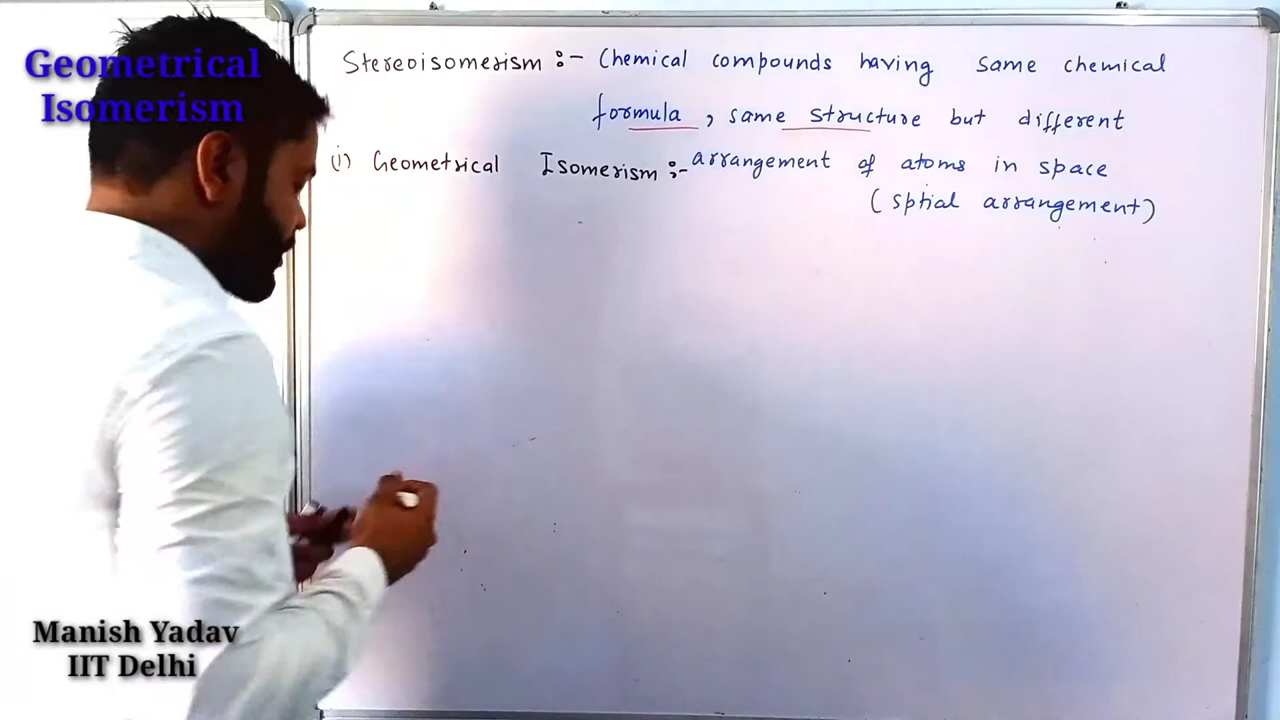 Geometrical
Isomerism
Stereoisomerism :- Chemical compounds having same chemical
formula, same structure but different
(i) Geometrical Isomerism :- arrangement of atoms in space
(sptial arrangement)
Manish Yadav
IIT Delhi